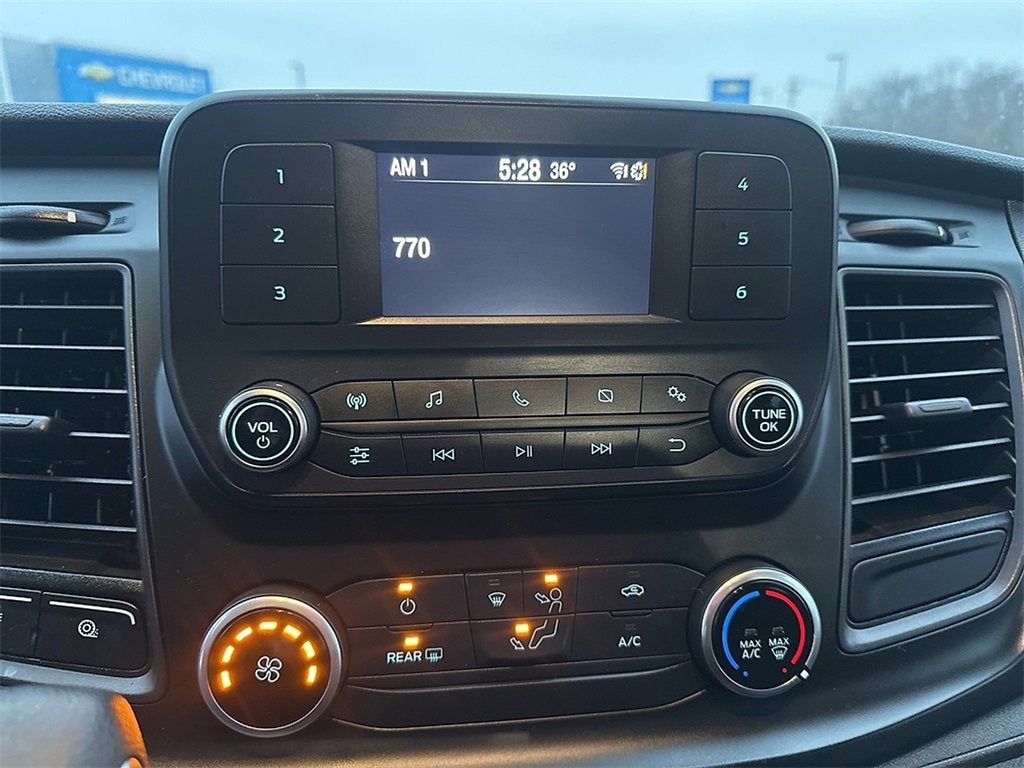 CHEVROLET
AM 1 5:28 36°
770
1
2
3
4
5
6
VOL
TUNE
OK
REAR
A/C
MAX
A/C
MAX